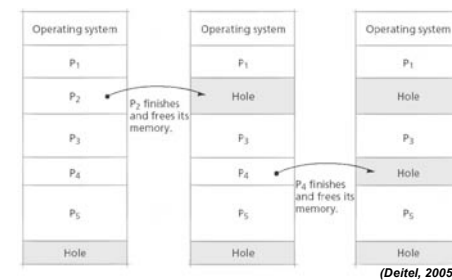 Operating system
P1
P2
P3
P4
P5
Hole
P2 finishes
and frees its
memory.
Operating system
P1
Hole
P3
P4
P5
Hole
P4 finishes
and frees its
memory.
Operating system
P1
Hole
P3
Hole
P5
Hole
(Deitel, 2005